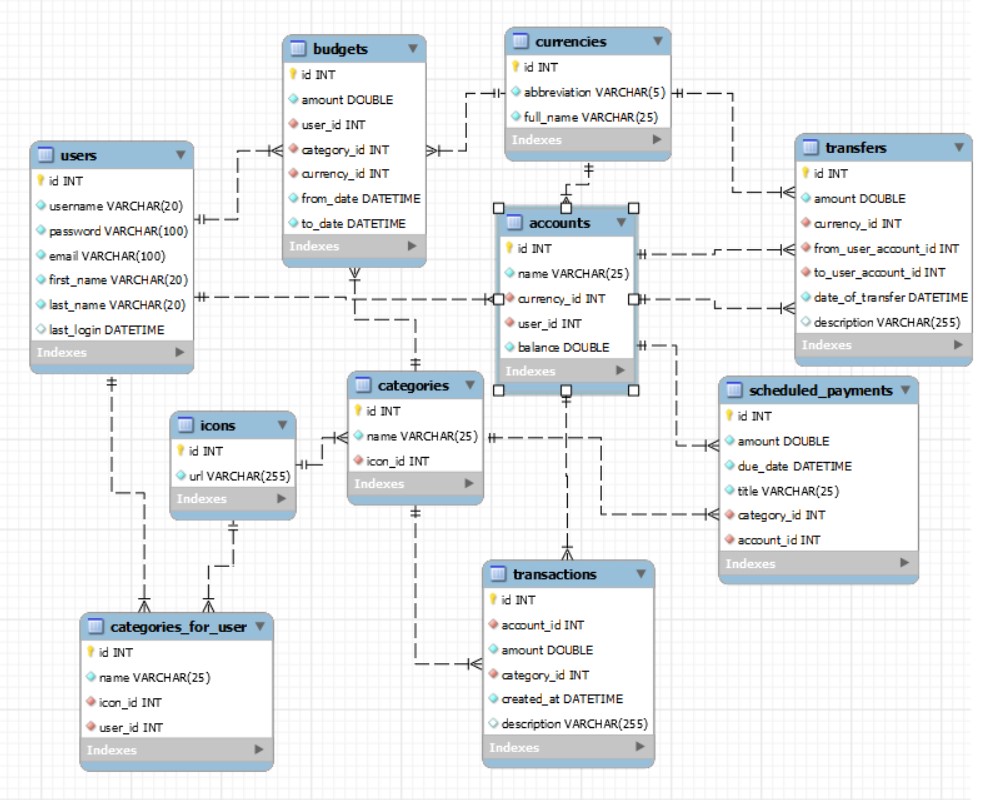 budgets
id INT
amount DOUBLE
user_id INT
category_id INT
currency_id INT
from_date DATETIME
to_date DATETIME
Indexes
currencies
id INT
abbreviation VARCHAR(5)
full_name VARCHAR(25)
Indexes
users
id INT
username VARCHAR(20)
password VARCHAR(100)
email VARCHAR(100)
first_name VARCHAR(20)
last_name VARCHAR(20)
last_login DATETIME
Indexes
transfers
id INT
amount DOUBLE
currency_id INT
from_user_account_id INT
to_user_account_id INT
date_of_transfer DATETIME
description VARCHAR(255)
Indexes
accounts
id INT
name VARCHAR(25)
currency_id INT
user_id INT
balance DOUBLE
Indexes
categories
id INT
name VARCHAR(25)
icon_id INT
Indexes
scheduled_payments
id INT
amount DOUBLE
due_date DATETIME
title VARCHAR(25)
category_id INT
account_id INT
Indexes
icons
id INT
url VARCHAR(255)
Indexes
transactions
id INT
account_id INT
amount DOUBLE
category_id INT
created_at DATETIME
description VARCHAR(255)
Indexes
categories_for_user
id INT
name VARCHAR(25)
icon_id INT
user_id INT
Indexes